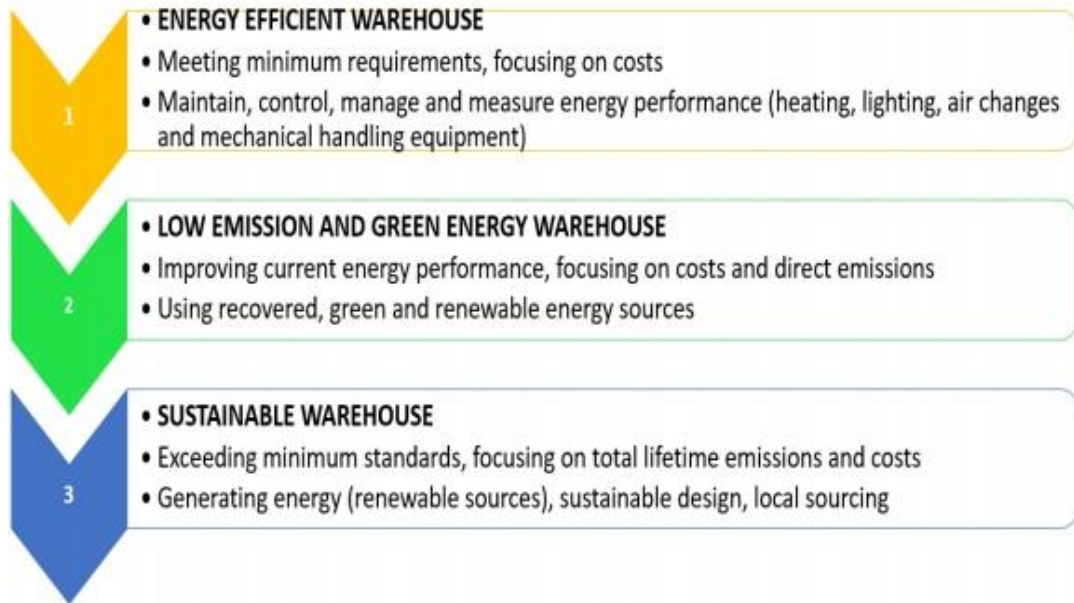 • ENERGY EFFICIENT WAREHOUSE
• Meeting minimum requirements, focusing on costs
• Maintain, control, manage and measure energy performance (heating, lighting, air changes
and mechanical handling equipment)
1
• LOW EMISSION AND GREEN ENERGY WAREHOUSE
• Improving current energy performance, focusing on costs and direct emissions
• Using recovered, green and renewable energy sources
2
• SUSTAINABLE WAREHOUSE
• Exceeding minimum standards, focusing on total lifetime emissions and costs
• Generating energy (renewable sources), sustainable design, local sourcing
3